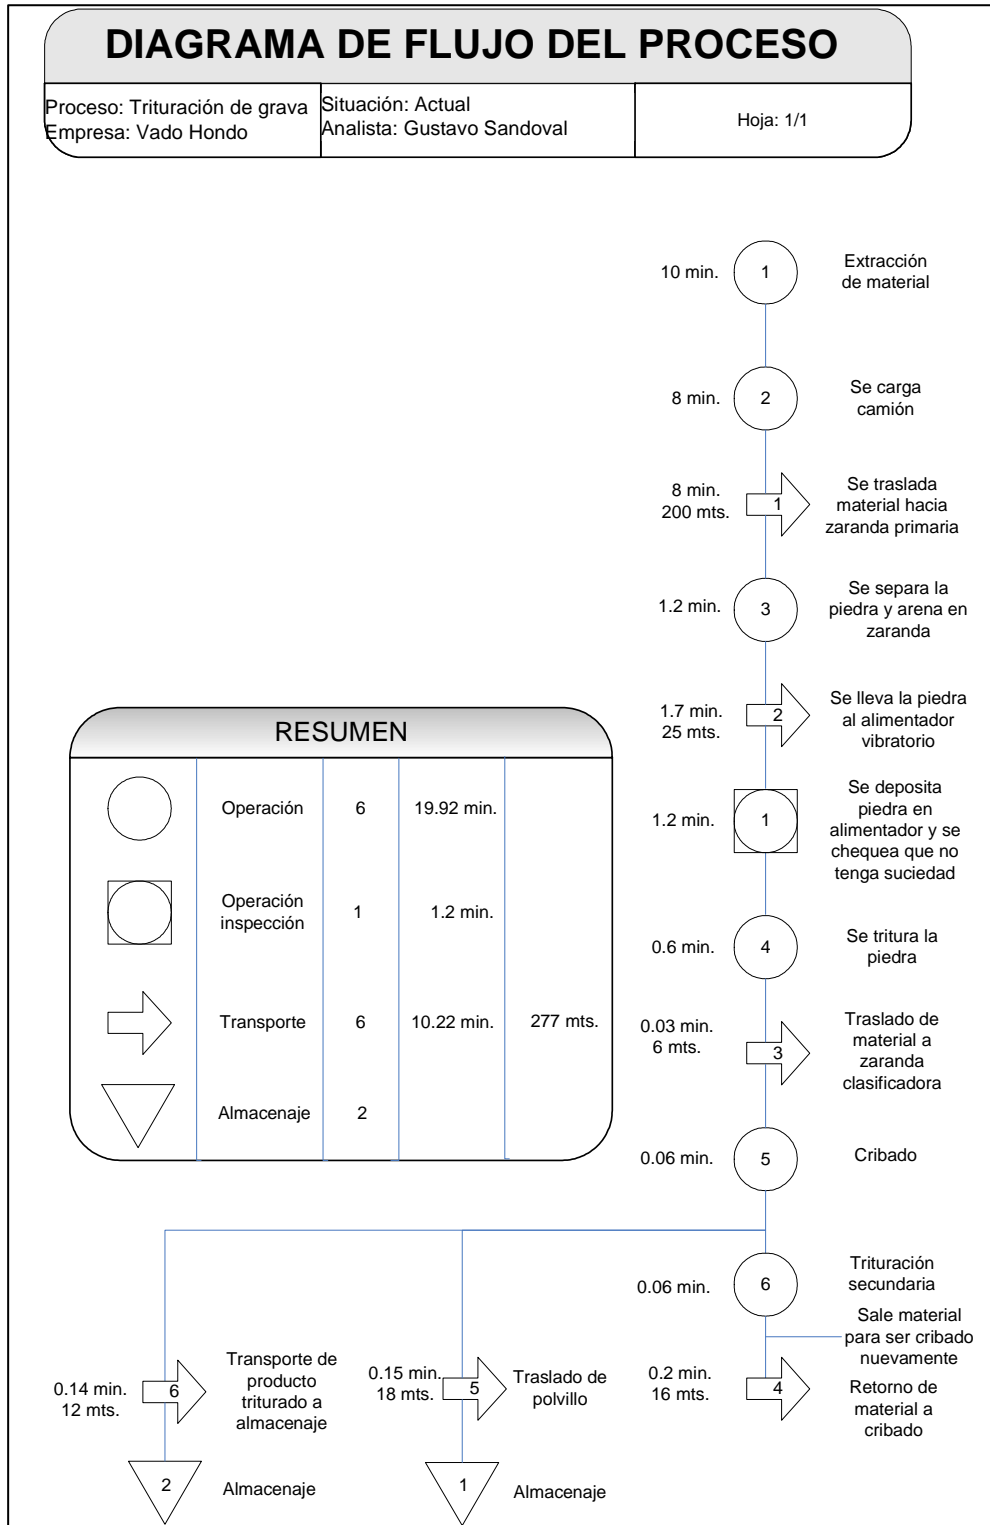 DIAGRAMA DE FLUJO DEL PROCESO
Proceso: Trituración de grava
Empresa: Vado Hondo
Situación: Actual
Analista: Gustavo Sandoval
Hoja: 1/1
10 min.
1
Extracción
de material
8 min.
2
Se carga
camión
8 min.
200 mts.
1
Se traslada
material hacia
zaranda primaria
1.2 min.
3
Se separa la
piedra y arena en
zaranda
1.7 min.
25 mts.
2
Se lleva la piedra
al alimentador
vibratorio
1.2 min.
1
Se deposita
piedra en
alimentador y se
chequea que no
tenga suciedad
0.6 min.
4
Se tritura la
piedra
0.03 min.
6 mts.
3
Traslado de
material a
zaranda
clasificadora
0.06 min.
5
Cribado
0.06 min.
6
Trituración
secundaria
Sale material
para ser cribado
nuevamente
0.2 min.
16 mts.
4
Retorno de
material a
cribado
0.15 min.
18 mts.
5
Traslado de
polvillo
1
Almacenaje
0.14 min.
12 mts.
6
Transporte de
producto
triturado a
almacenaje
2
Almacenaje
RESUMEN
Operación 6 19.92 min.
Operación
inspección 1 1.2 min.
Transporte 6 10.22 min. 277 mts.
Almacenaje 2